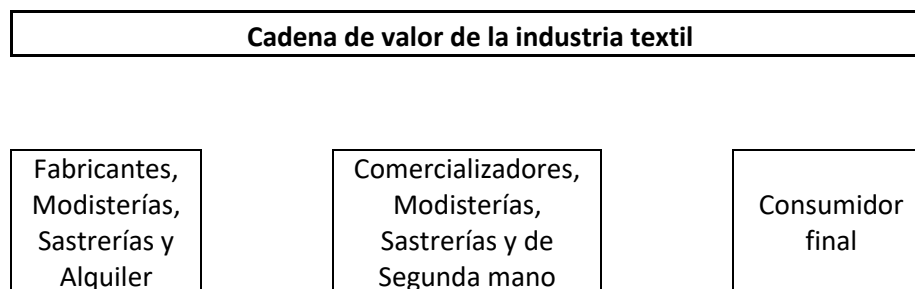 Cadena de valor de la industria textil
Fabricantes,
Modisterías,
Sastrerías y
Alquiler
Comercializadores,
Modisterías,
Sastrerías y de
Segunda mano
Consumidor
final